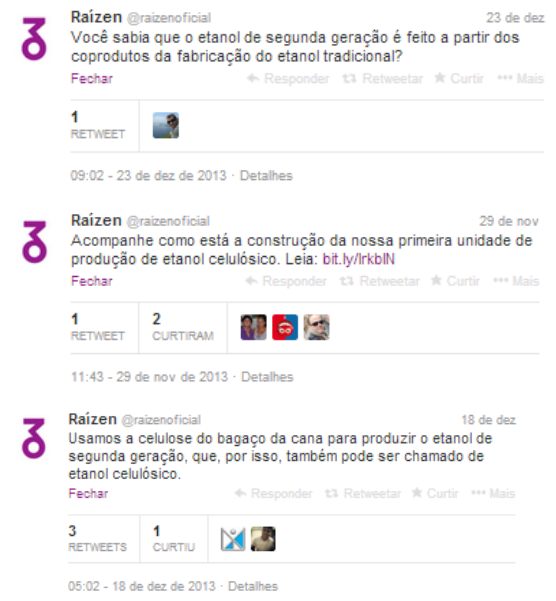 Raízen @raizenoficial 23 de dez
Você sabia que o etanol de segunda geração é feito a partir dos
coprodutos da fabricação do etanol tradicional?
Fechar Responder Retweetar Curtir Mais
1
RETWEET
09:02 - 23 de dez de 2013 · Detalhes
Raízen @raizenoficial 29 de nov
Acompanhe como está a construção da nossa primeira unidade de
produção de etanol celulósico. Leia: bit.ly/IrkbIN
Fechar Responder Retweetar Curtir Mais
1 2
RETWEET CURTIRAM
11:43 - 29 de nov de 2013 · Detalhes
Raízen @raizenoficial 18 de dez
Usamos a celulose do bagaço da cana para produzir o etanol de
segunda geração, que, por isso, também pode ser chamado de
etanol celulósico.
Fechar Responder Retweetar Curtir Mais
3 1
RETWEETS CURTIU
05:02 - 18 de dez de 2013 · Detalhes